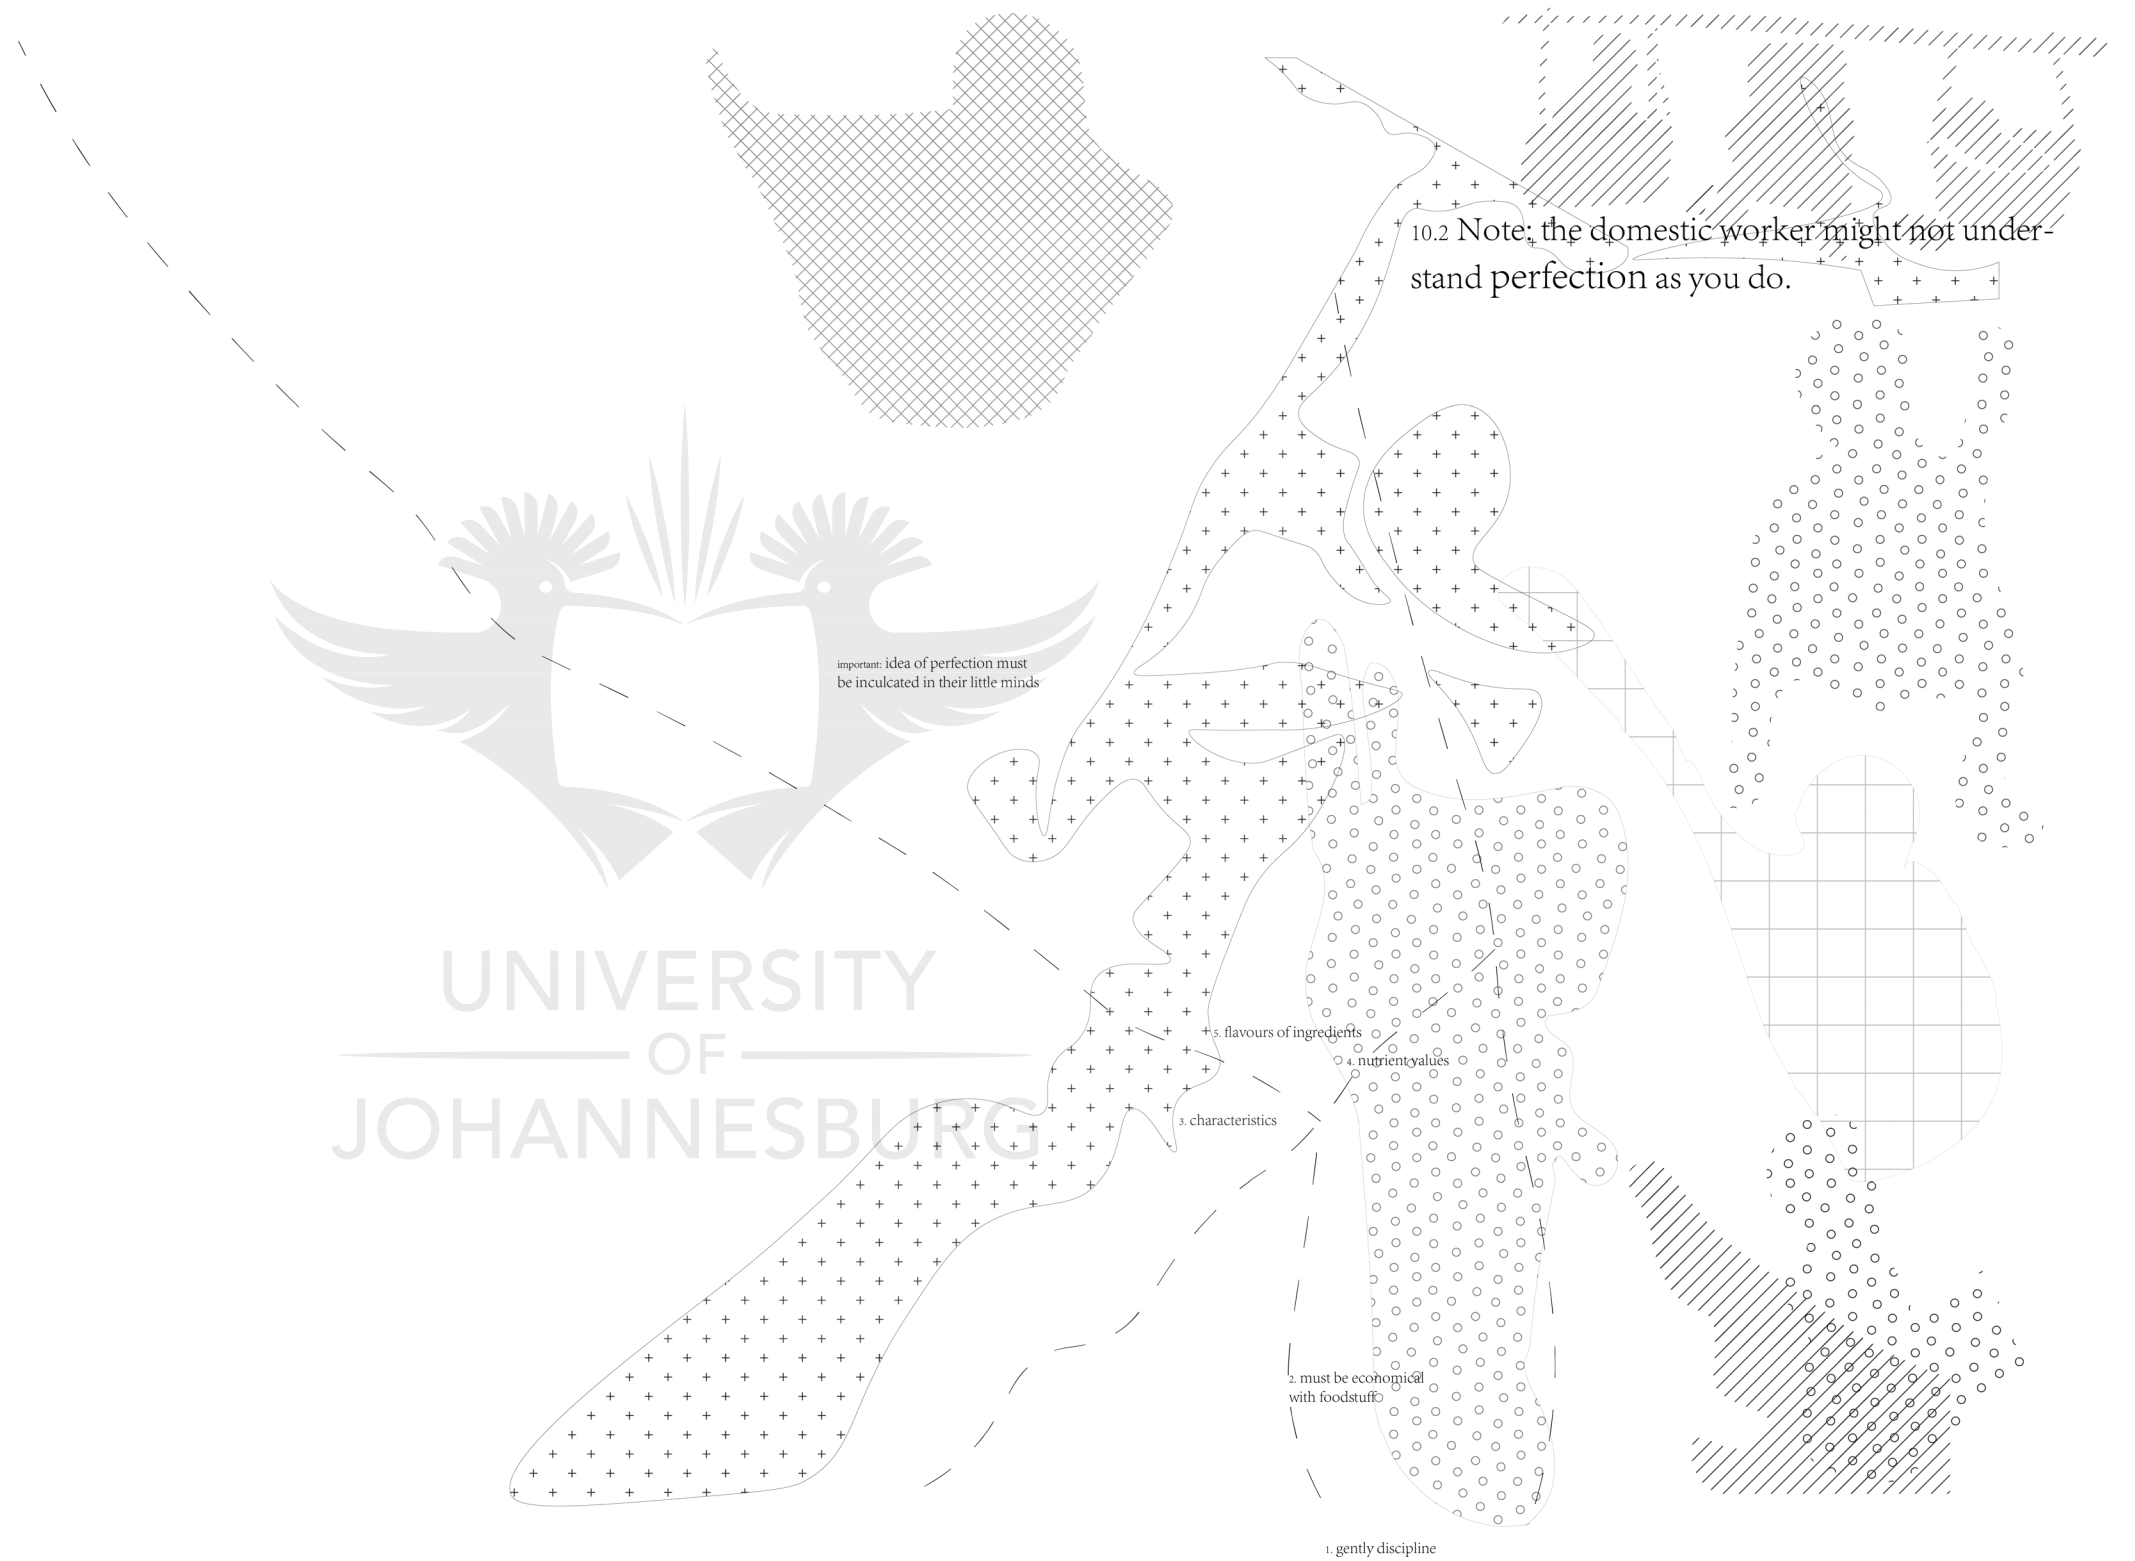 10.2 Note: the domestic worker might not under-
stand perfection as you do.
important: idea of perfection must
be inculcated in their little minds
UNIVERSITY
OF
JOHANNESBURG
5. flavours of ingredients
4. nutrient values
3. characteristics
2. must be economical
with foodstuff
1. gently discipline